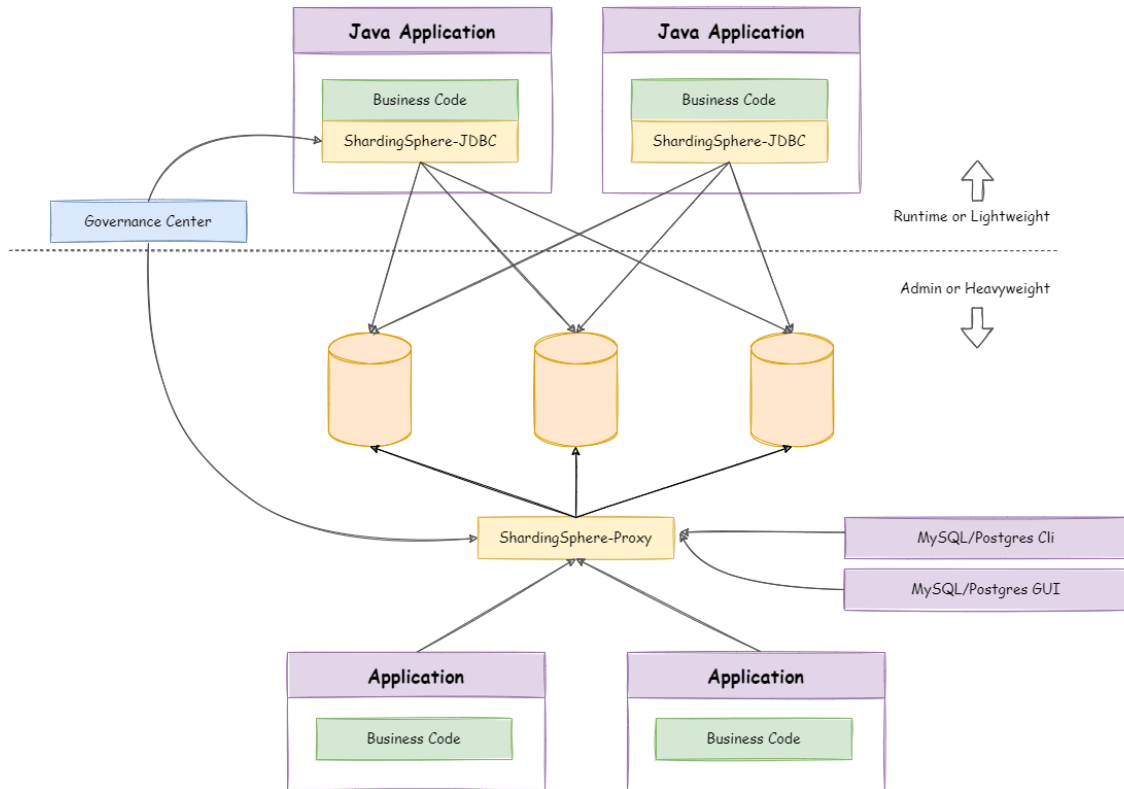 Java Application
Java Application
Business Code
Business Code
ShardingSphere-JDBC
ShardingSphere-JDBC
Governance Center
Runtime or Lightweight
Admin or Heavyweight
ShardingSphere-Proxy
MySQL/Postgres Cli
MySQL/Postgres GUI
Application
Application
Business Code
Business Code